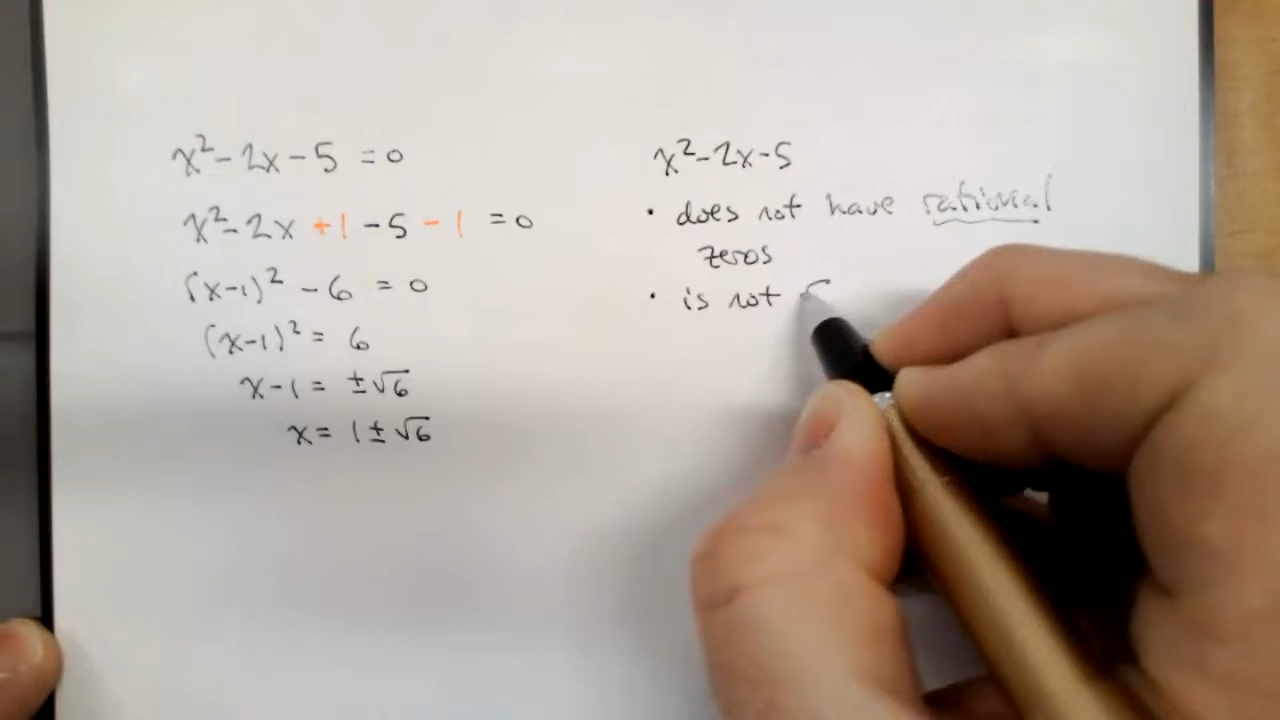 x² - 2x - 5 = 0
x² - 2x + 1 - 5 - 1 = 0
(x-1)² - 6 = 0
(x-1)² = 6
x - 1 = ±√6
x = 1 ± √6
x² - 2x - 5
• does not have rational
zeros
• is not